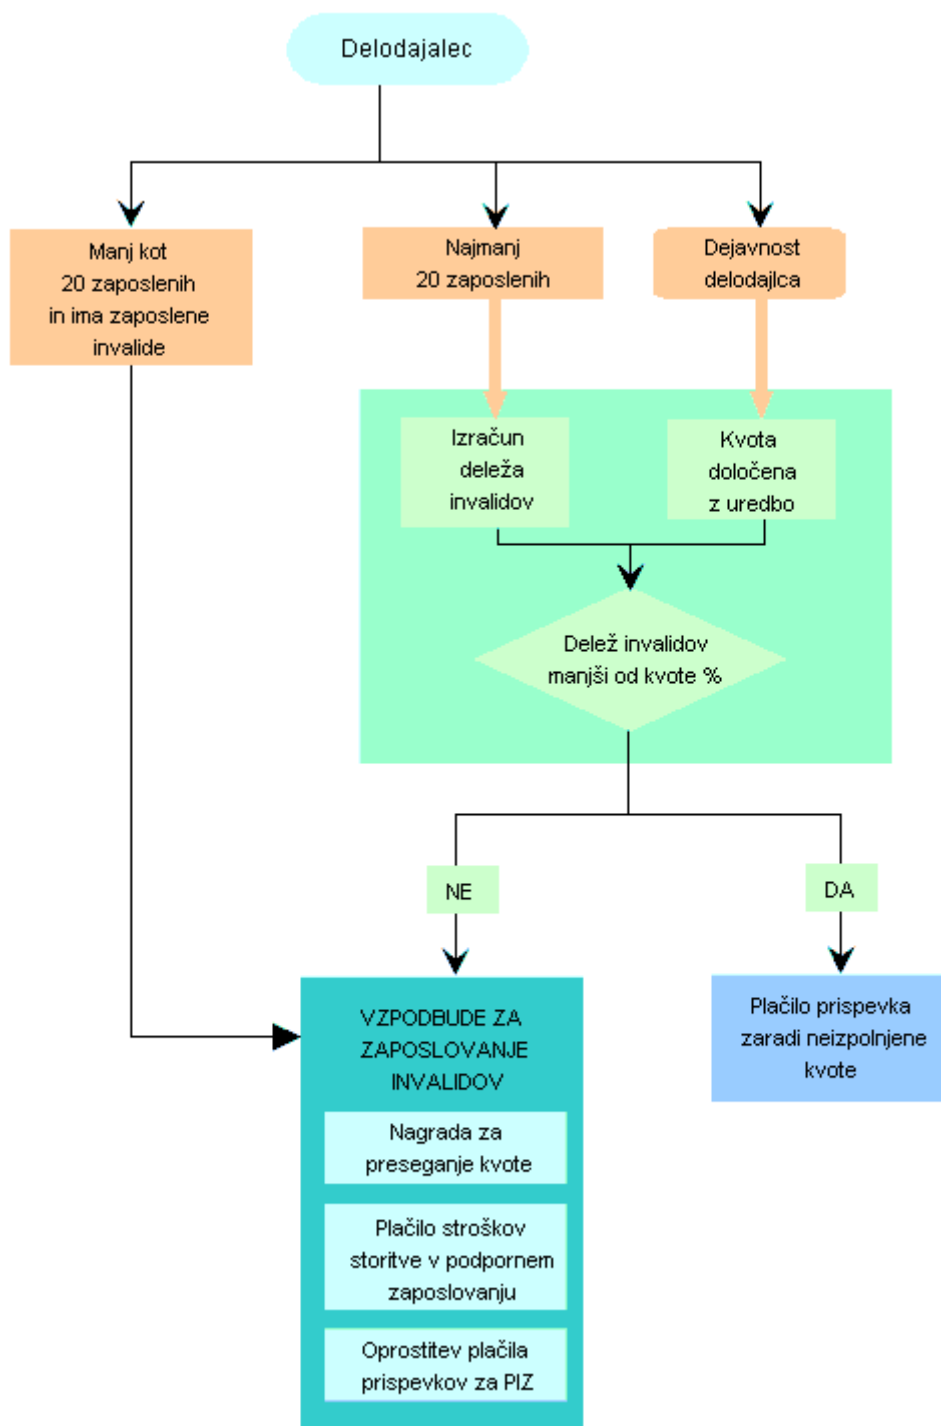 Delodajalec
Manj kot
20 zaposlenih
in ima zaposlene
invalide
Najmanj
20 zaposlenih
Dejavnost
delodajlca
Izračun
deleža
invalidov
Kvota
določena
z uredbo
Delež invalidov
manjši od kvote %
NE
DA
VZPODBUDE ZA
ZAPOSLOVANJE
INVALIDOV
Nagrada za
preseganje kvote
Plačilo stroškov
storitve v podpornem
zaposlovanju
Oprostitev plačila
prispevkov za PIZ
Plačilo prispevka
zaradi neizpolnjene
kvote